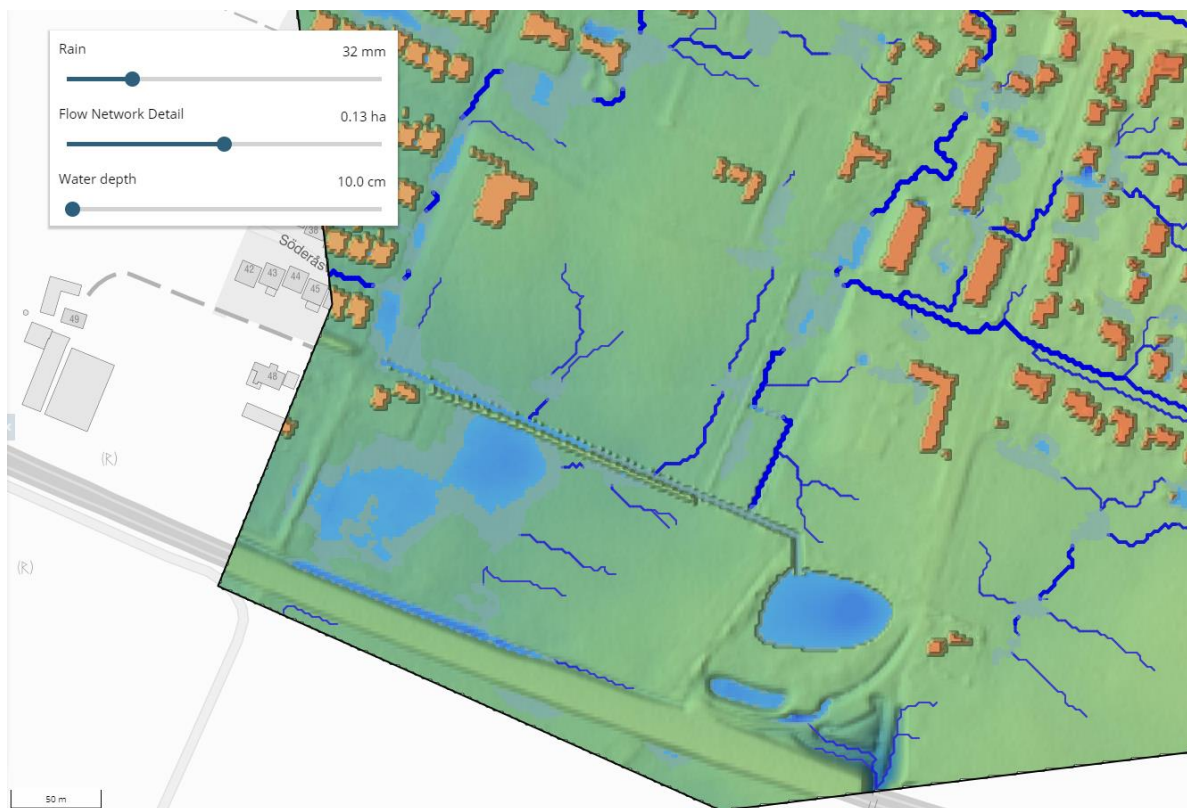 Rain 32 mm
Flow Network Detail 0.13 ha
Water depth 10.0 cm
38
Söderås
42 43 44
45
49
48
(R)
(R)
50 m